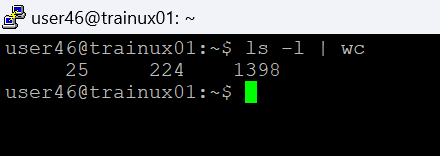 user46@trainux01: ~
user46@trainux01:~$ ls -l | wc
     25     224    1398
user46@trainux01:~$